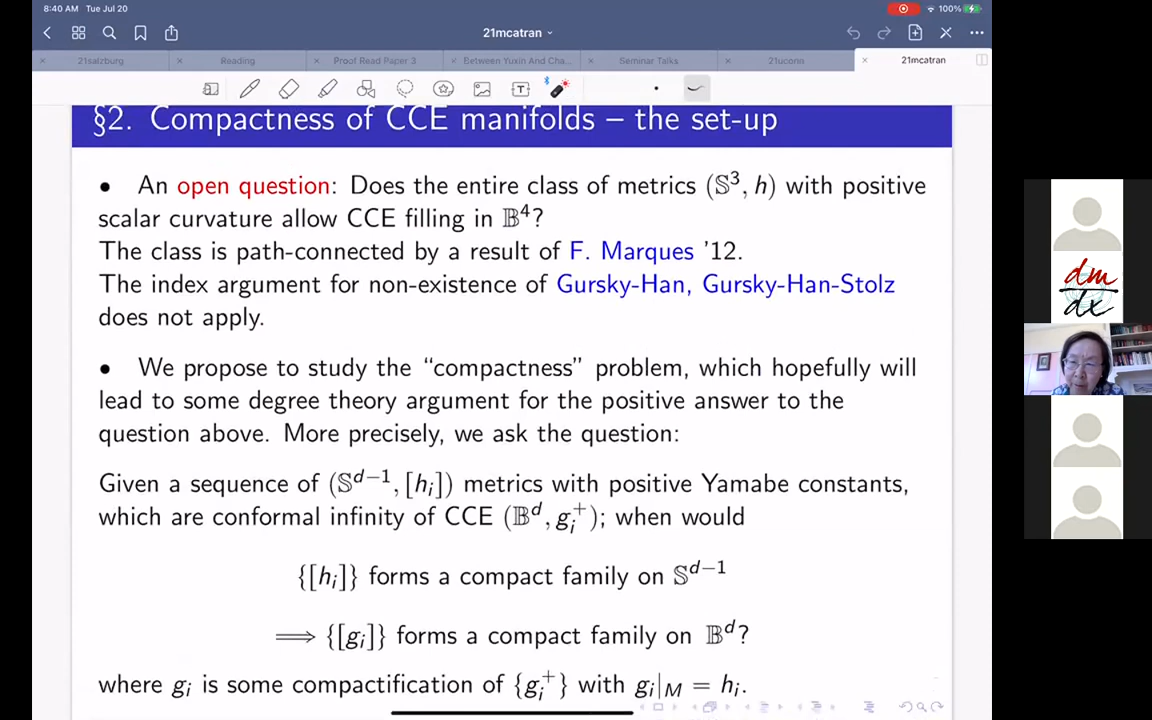 8:40 AM Tue Jul 20
100%
21mcatran
21salzburg
Reading
Proof Read Paper 3
Between Yuxin And Cha...
Seminar Talks
21uconn
21mcatran
§2. Compactness of CCE manifolds – the set-up
• An open question: Does the entire class of metrics (𝕊³, h) with positive
scalar curvature allow CCE filling in 𝔹⁴?
The class is path-connected by a result of F. Marques '12.
The index argument for non-existence of Gursky-Han, Gursky-Han-Stolz
does not apply.
• We propose to study the “compactness” problem, which hopefully will
lead to some degree theory argument for the positive answer to the
question above. More precisely, we ask the question:
Given a sequence of (𝕊^{d−1}, [h_i]) metrics with positive Yamabe constants,
which are conformal infinity of CCE (𝔹^d, g_i^+); when would
{[h_i]} forms a compact family on 𝕊^{d−1}
⟹ {[g_i]} forms a compact family on 𝔹^d?
where g_i is some compactification of {g_i^+} with g_i|_M = h_i.
dm
dx